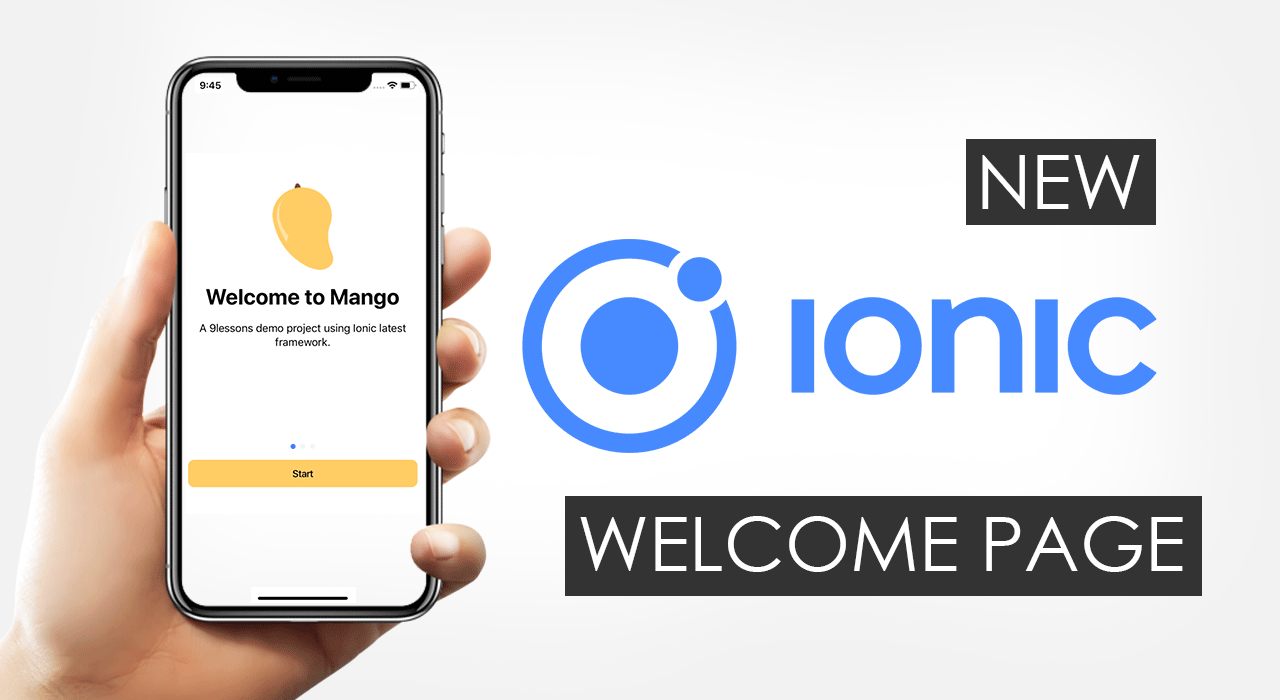 9:45
Welcome to Mango
A 9lessons demo project using Ionic latest
framework.
Start
NEW
IONIC
WELCOME PAGE